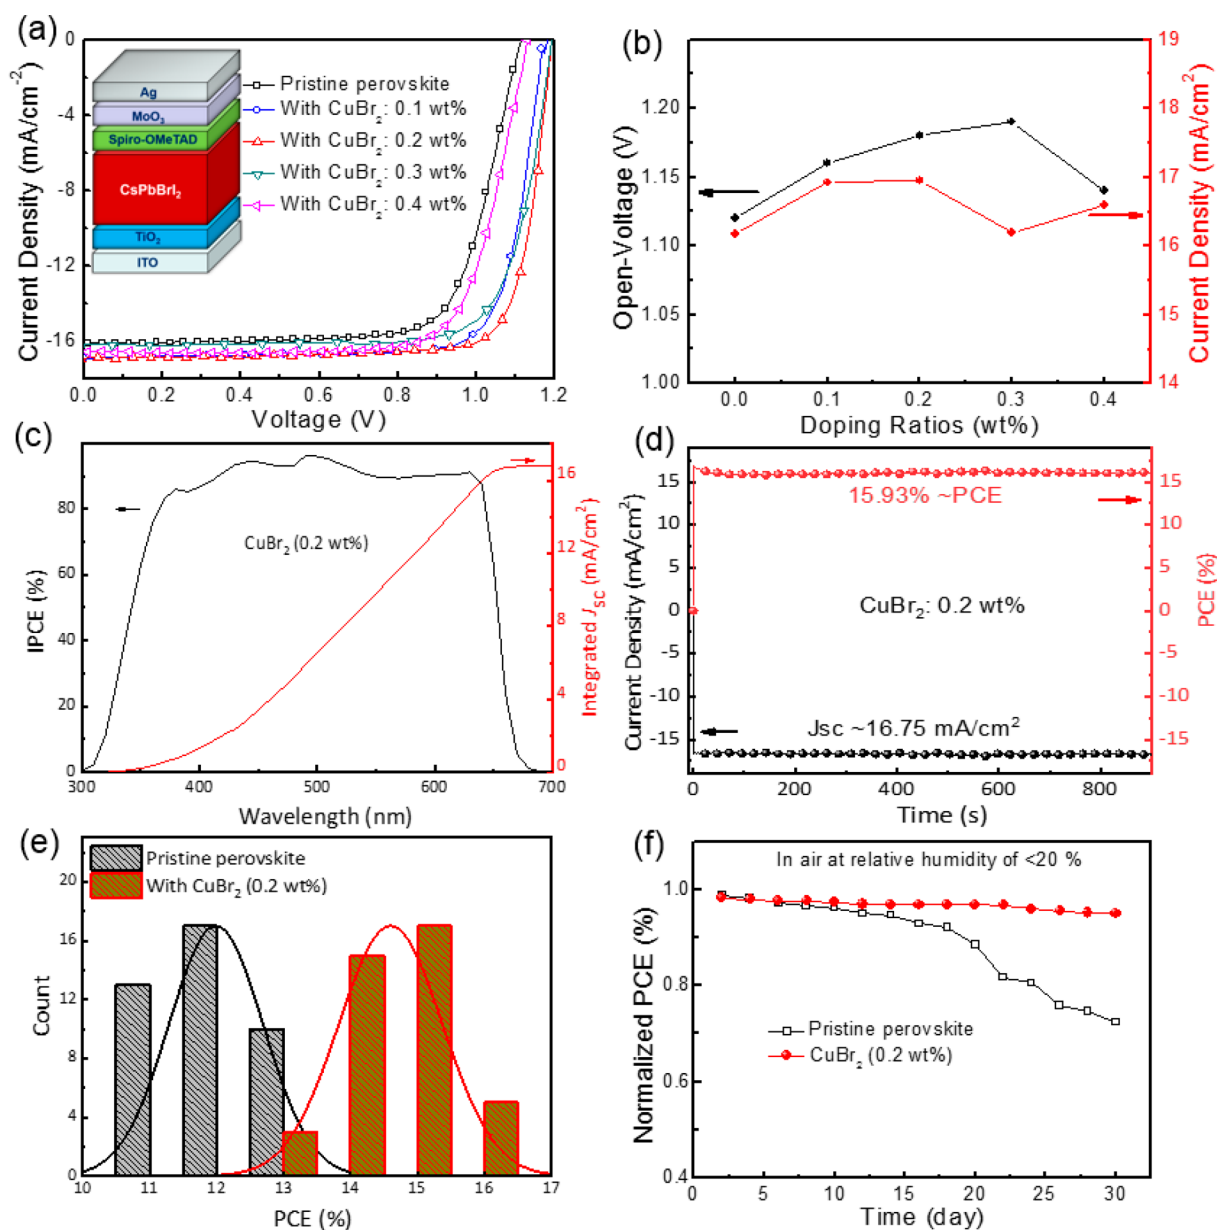 (a)
0
-4
-8
-12
-16
Current Density (mA/cm⁻²)
Ag
MoO₃
Spiro-OMeTAD
CsPbBrI₂
TiO₂
ITO
Pristine perovskite
With CuBr₂: 0.1 wt%
With CuBr₂: 0.2 wt%
With CuBr₂: 0.3 wt%
With CuBr₂: 0.4 wt%
0.0 0.2 0.4 0.6 0.8 1.0 1.2
Voltage (V)
(b)
1.20
1.15
1.10
1.05
1.00
Open-Voltage (V)
19
18
17
16
15
14
Current Density (mA/cm²)
0.0 0.1 0.2 0.3 0.4
Doping Ratios (wt%)
(c)
80
60
40
20
0
IPCE (%)
CuBr₂ (0.2 wt%)
16
12
8
4
0
Integrated J_SC (mA/cm²)
300 400 500 600 700
Wavelength (nm)
(d)
15
10
5
0
-5
-10
-15
Current Density (mA/cm²)
15.93% ~PCE
CuBr₂: 0.2 wt%
Jsc ~16.75 mA/cm²
15
10
5
0
-5
-10
-15
PCE (%)
0 200 400 600 800
Time (s)
(e)
20
16
12
8
4
0
Count
Pristine perovskite
With CuBr₂ (0.2 wt%)
10 11 12 13 14 15 16 17
PCE (%)
(f)
In air at relative humidity of <20 %
1.0
0.8
0.6
0.4
Normalized PCE (%)
Pristine perovskite
CuBr₂ (0.2 wt%)
0 5 10 15 20 25 30
Time (day)